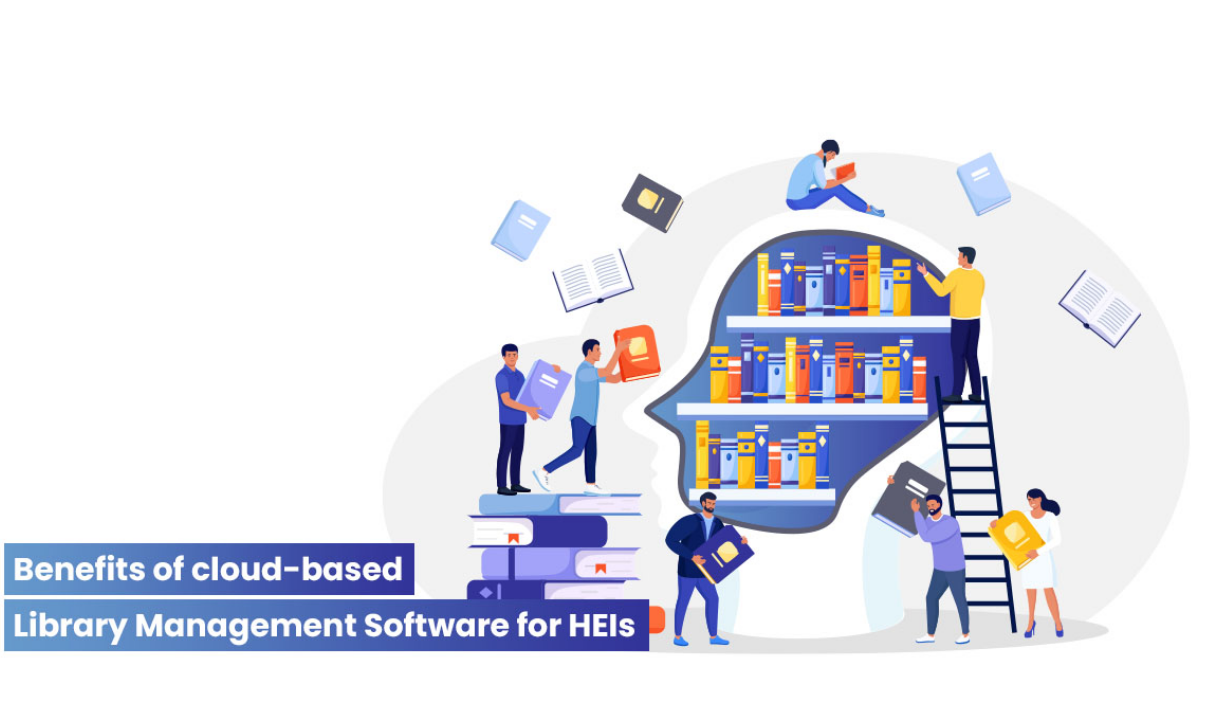 Benefits of cloud-based
Library Management Software for HEIs